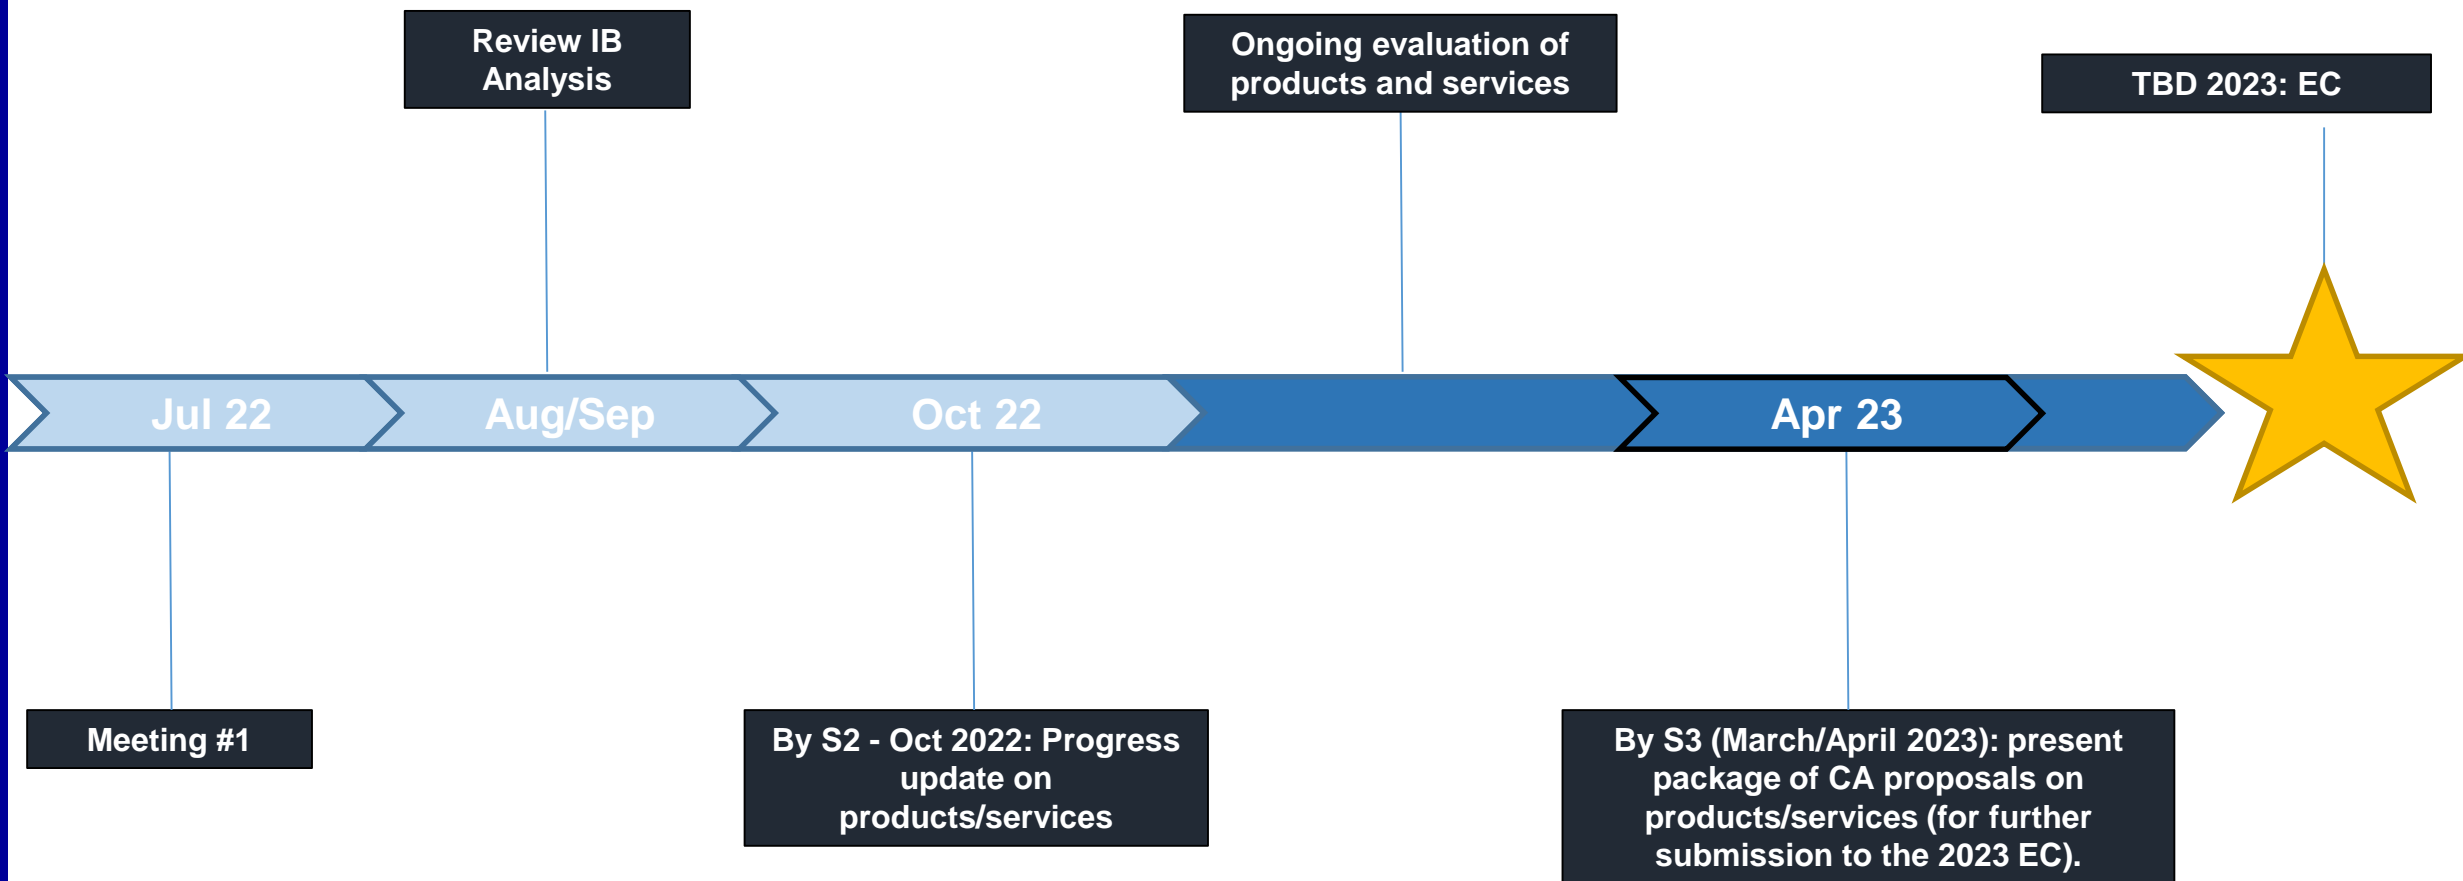 Review IB
Analysis
Ongoing evaluation of
products and services
TBD 2023: EC
Jul 22
Aug/Sep
Oct 22
Apr 23
Meeting #1
By S2 - Oct 2022: Progress
update on
products/services
By S3 (March/April 2023): present
package of CA proposals on
products/services (for further
submission to the 2023 EC).